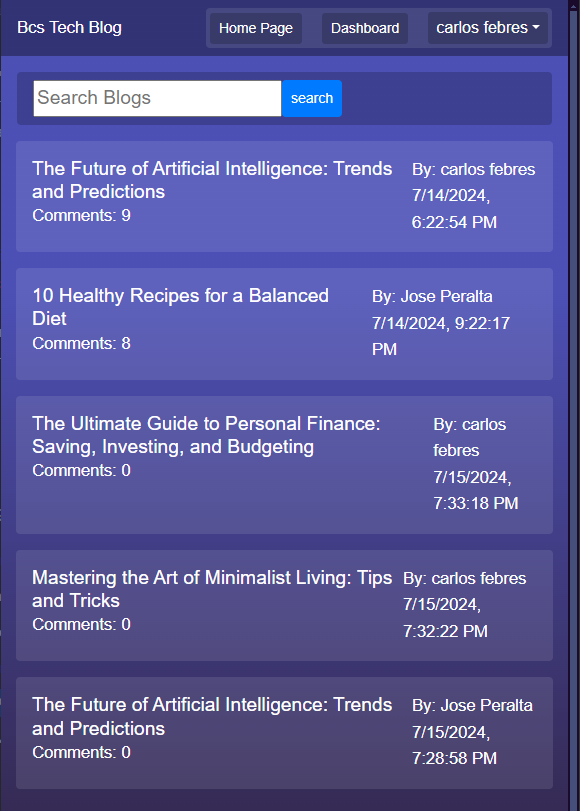 Bcs Tech Blog
Home Page
Dashboard
carlos febres
Search Blogs
search
The Future of Artificial Intelligence: Trends
and Predictions
Comments: 9
By: carlos febres
7/14/2024,
6:22:54 PM
10 Healthy Recipes for a Balanced
Diet
Comments: 8
By: Jose Peralta
7/14/2024, 9:22:17
PM
The Ultimate Guide to Personal Finance:
Saving, Investing, and Budgeting
Comments: 0
By: carlos
febres
7/15/2024,
7:33:18 PM
Mastering the Art of Minimalist Living: Tips
and Tricks
Comments: 0
By: carlos febres
7/15/2024,
7:32:22 PM
The Future of Artificial Intelligence: Trends
and Predictions
Comments: 0
By: Jose Peralta
7/15/2024,
7:28:58 PM